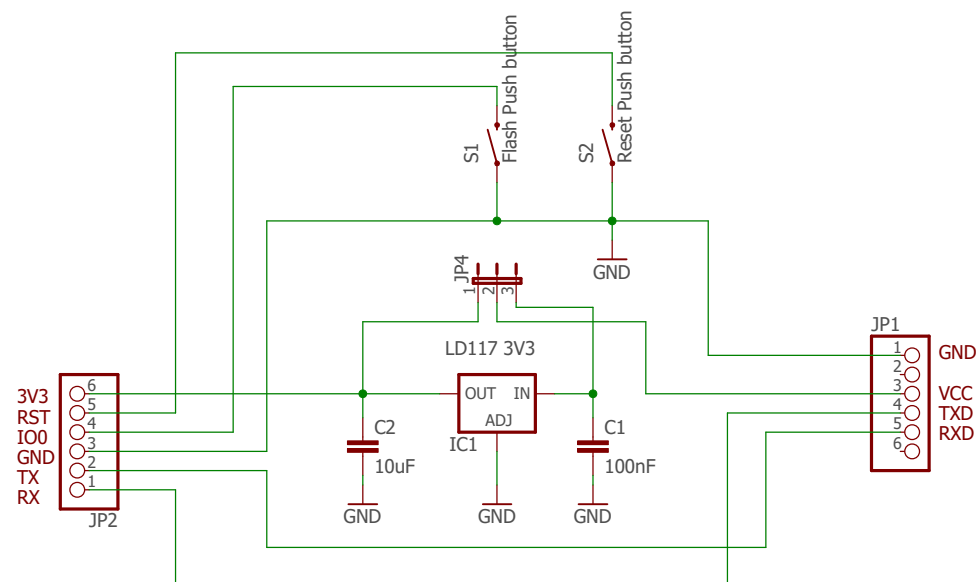 Flash Push button
Reset Push button
S1
S2
GND
JP4
1
2
3
LD117 3V3
JP1
1
GND
2
3
VCC
4
TXD
5
RXD
6
OUT
IN
ADJ
IC1
6
3V3
5
RST
4
IO0
3
GND
2
TX
1
RX
JP2
C2
10uF
C1
100nF
GND
GND
GND